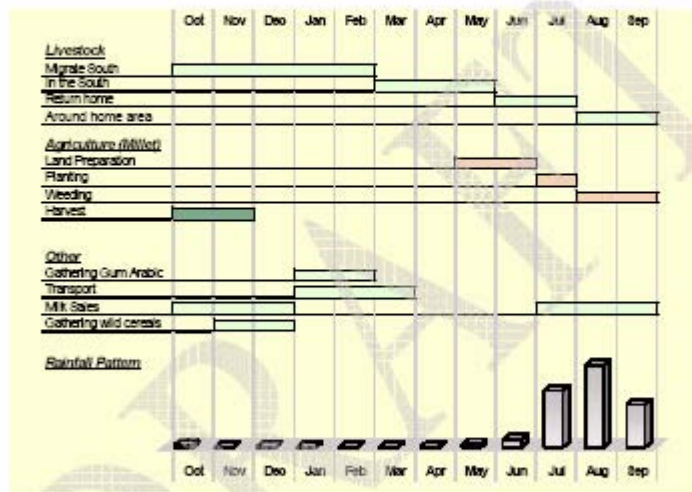 Oct Nov Dec Jan Feb Mar Apr May Jun Jul Aug Sep
Livestock
Migrate South
In the South
Return home
Around home area
Agriculture (Millet)
Land Preparation
Planting
Weeding
Harvest
Other
Gathering Gum Arabic
Transport
Milk Sales
Gathering wild cereals
Rainfall Pattern
Oct Nov Dec Jan Feb Mar Apr May Jun Jul Aug Sep
DRAFT